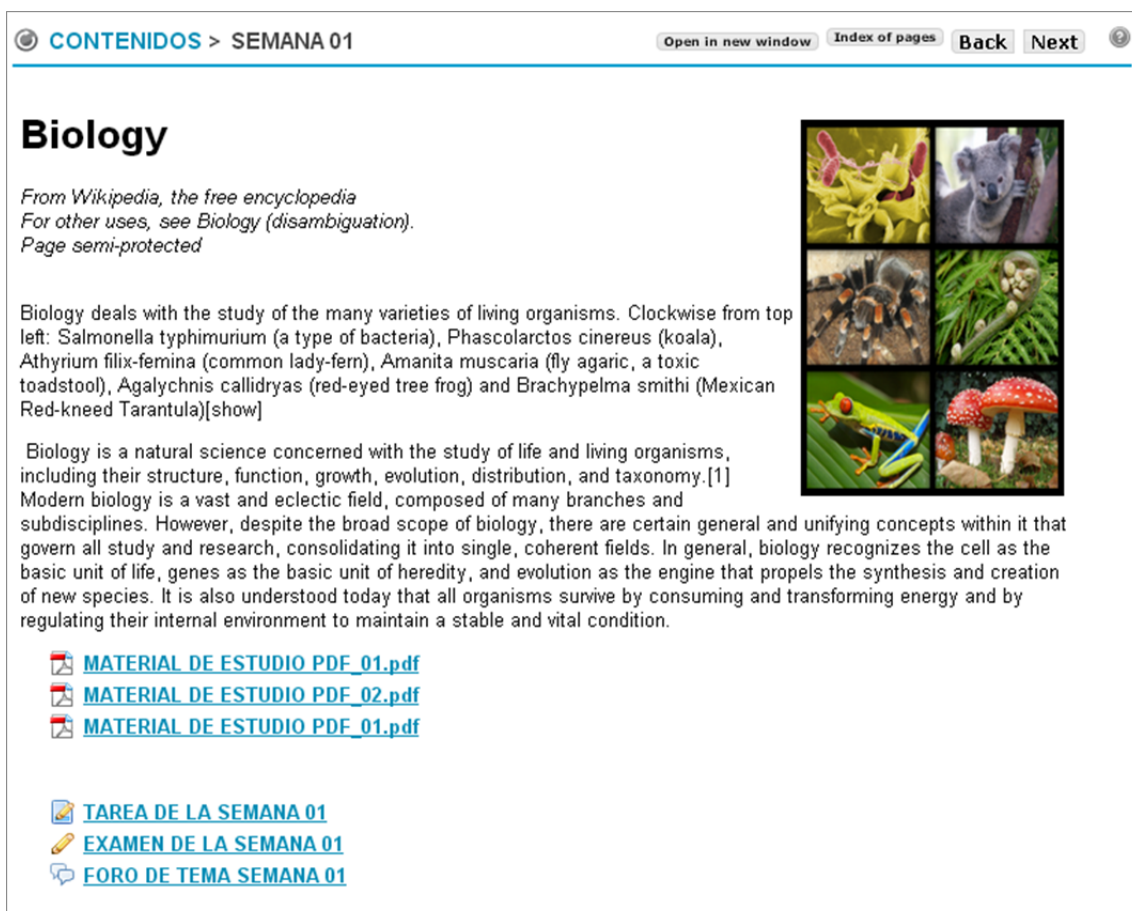 CONTENIDOS > SEMANA 01
Open in new window Index of pages Back Next
Biology
From Wikipedia, the free encyclopedia
For other uses, see Biology (disambiguation).
Page semi-protected
Biology deals with the study of the many varieties of living organisms. Clockwise from top
left: Salmonella typhimurium (a type of bacteria), Phascolarctos cinereus (koala),
Athyrium filix-femina (common lady-fern), Amanita muscaria (fly agaric, a toxic
toadstool), Agalychnis callidryas (red-eyed tree frog) and Brachypelma smithi (Mexican
Red-kneed Tarantula)[show]
Biology is a natural science concerned with the study of life and living organisms,
including their structure, function, growth, evolution, distribution, and taxonomy.[1]
Modern biology is a vast and eclectic field, composed of many branches and
subdisciplines. However, despite the broad scope of biology, there are certain general and unifying concepts within it that
govern all study and research, consolidating it into single, coherent fields. In general, biology recognizes the cell as the
basic unit of life, genes as the basic unit of heredity, and evolution as the engine that propels the synthesis and creation
of new species. It is also understood today that all organisms survive by consuming and transforming energy and by
regulating their internal environment to maintain a stable and vital condition.
MATERIAL DE ESTUDIO PDF_01.pdf
MATERIAL DE ESTUDIO PDF_02.pdf
MATERIAL DE ESTUDIO PDF_01.pdf
TAREA DE LA SEMANA 01
EXAMEN DE LA SEMANA 01
FORO DE TEMA SEMANA 01